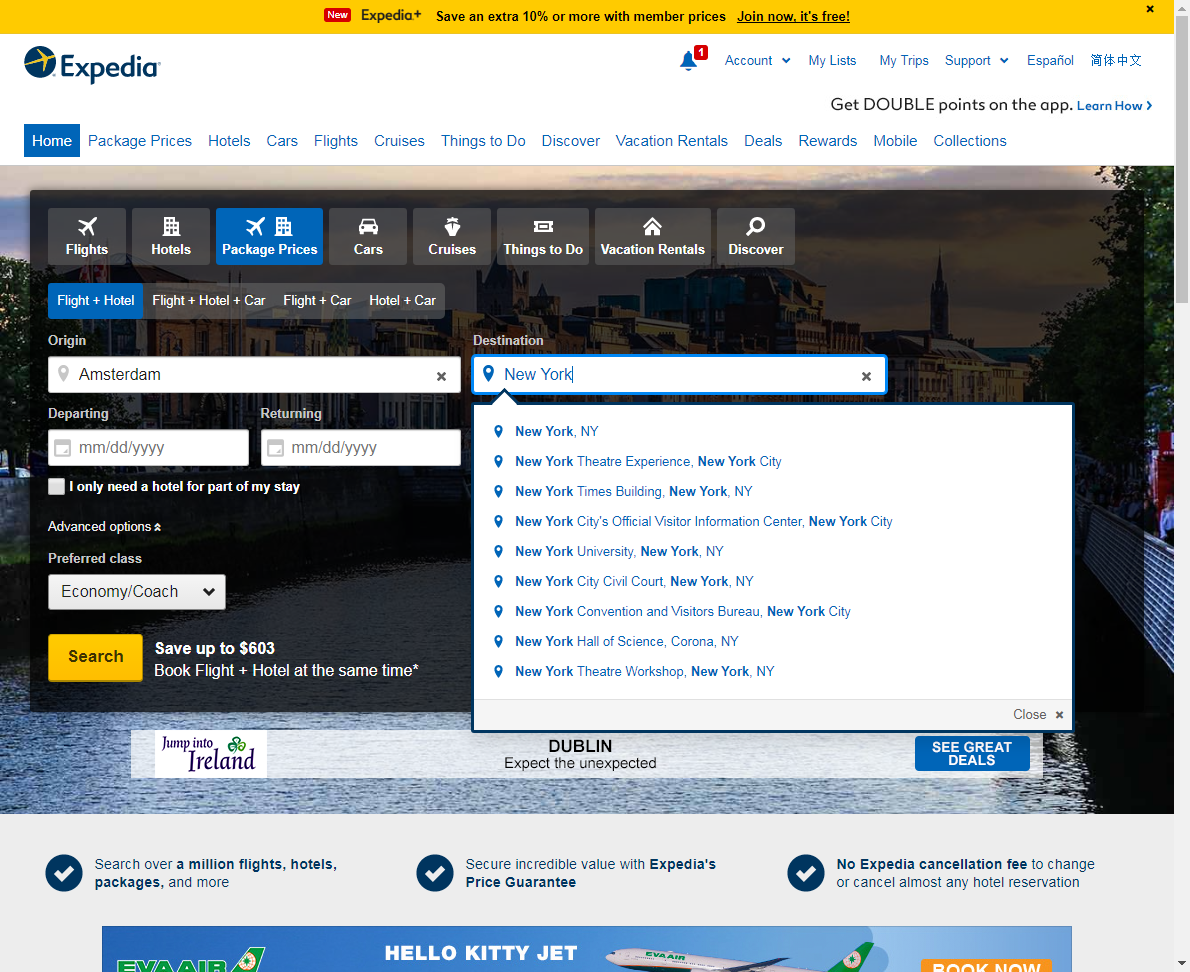 New Expedia+ Save an extra 10% or more with member prices Join now, it's free!
Expedia
1 Account My Lists My Trips Support Español 简体中文
Get DOUBLE points on the app. Learn How
Home Package Prices Hotels Cars Flights Cruises Things to Do Discover Vacation Rentals Deals Rewards Mobile Collections
Flights Hotels Package Prices Cars Cruises Things to Do Vacation Rentals Discover
Flight + Hotel Flight + Hotel + Car Flight + Car Hotel + Car
Origin Destination
Amsterdam New York
Departing Returning
mm/dd/yyyy mm/dd/yyyy
I only need a hotel for part of my stay
Advanced options
Preferred class
Economy/Coach
Search
Save up to $603
Book Flight + Hotel at the same time*
New York, NY
New York Theatre Experience, New York City
New York Times Building, New York, NY
New York City's Official Visitor Information Center, New York City
New York University, New York, NY
New York City Civil Court, New York, NY
New York Convention and Visitors Bureau, New York City
New York Hall of Science, Corona, NY
New York Theatre Workshop, New York, NY
Close
Jump into
Ireland
DUBLIN
Expect the unexpected
SEE GREAT
DEALS
Search over a million flights, hotels,
packages, and more
Secure incredible value with Expedia's
Price Guarantee
No Expedia cancellation fee to change
or cancel almost any hotel reservation
EVA AIR
HELLO KITTY JET
EVA AIR
BOOK NOW